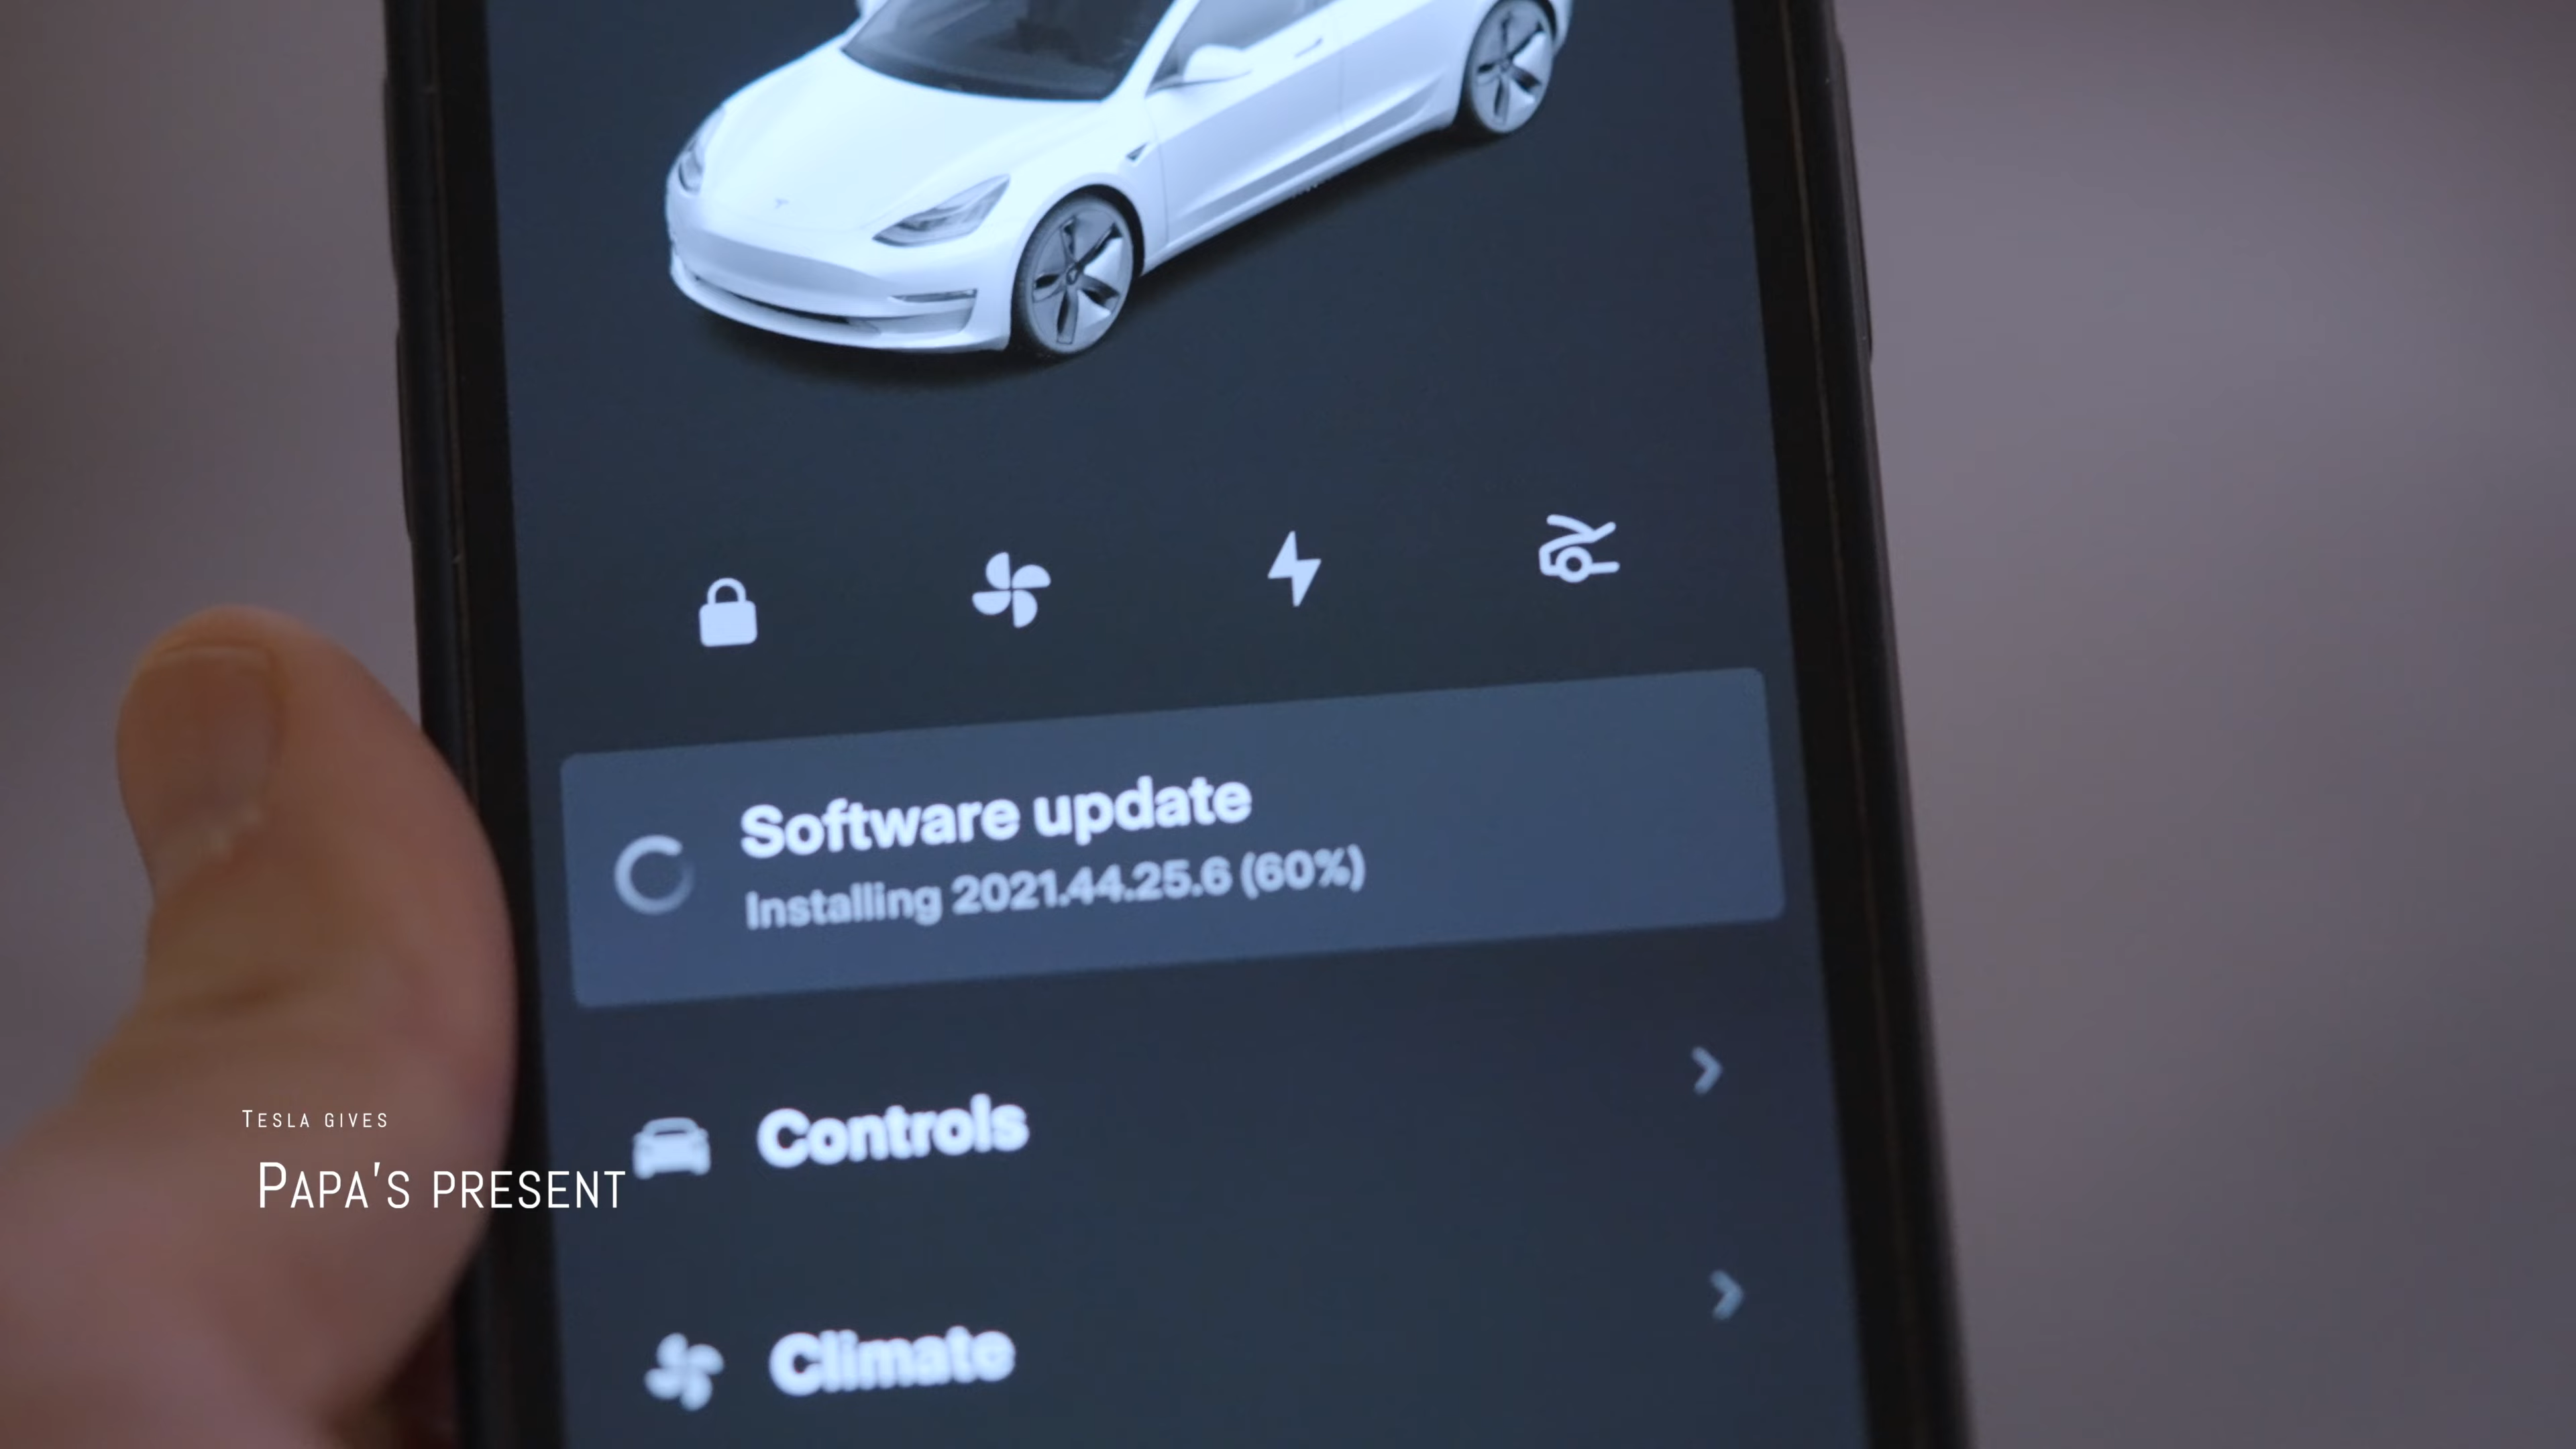 Software update
Installing 2021.44.25.6 (60%)
Controls
Climate
Tesla gives
Papa's present